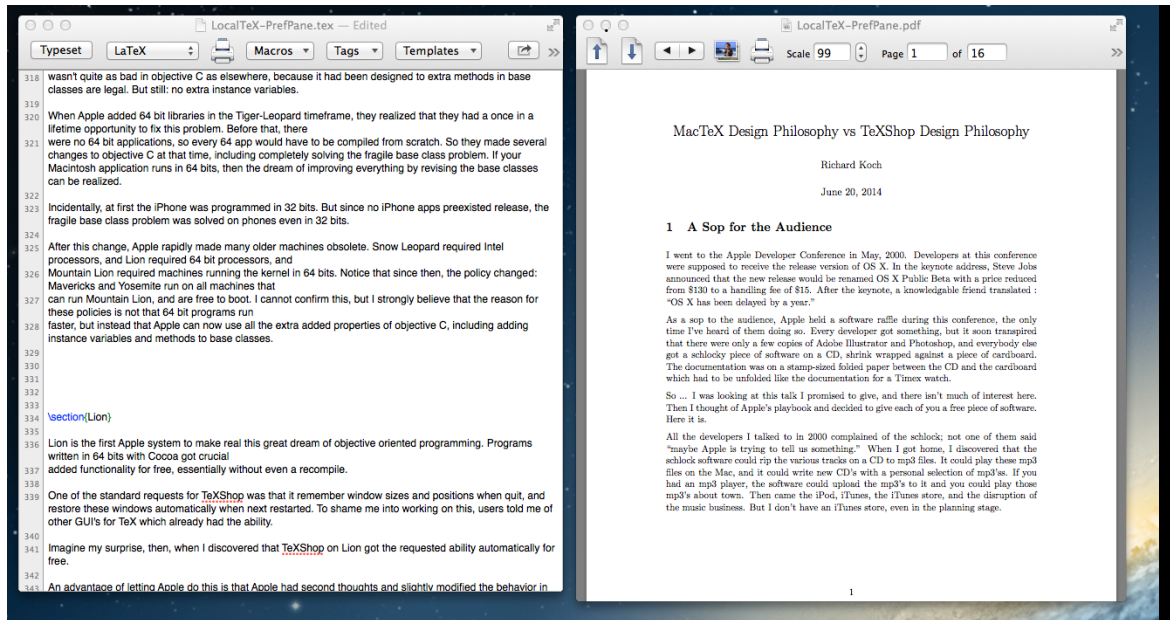 LocalTeX-PrefPane.tex — Edited
Typeset
LaTeX
Macros
Tags
Templates
318 wasn't quite as bad in objective C as elsewhere, because it had been designed to extra methods in base
classes are legal. But still: no extra instance variables.
319
320 When Apple added 64 bit libraries in the Tiger-Leopard timeframe, they realized that they had a once in a
lifetime opportunity to fix this problem. Before that, there
321 were no 64 bit applications, so every 64 app would have to be compiled from scratch. So they made several
changes to objective C at that time, including completely solving the fragile base class problem. If your
Macintosh application runs in 64 bits, then the dream of improving everything by revising the base classes
can be realized.
322
323 Incidentally, at first the iPhone was programmed in 32 bits. But since no iPhone apps preexisted release, the
fragile base class problem was solved on phones even in 32 bits.
324
325 After this change, Apple rapidly made many older machines obsolete. Snow Leopard required Intel
processors, and Lion required 64 bit processors, and
326 Mountain Lion required machines running the kernel in 64 bits. Notice that since then, the policy changed:
Mavericks and Yosemite run on all machines that
327 can run Mountain Lion, and are free to boot. I cannot confirm this, but I strongly believe that the reason for
these policies is not that 64 bit programs run
328 faster, but instead that Apple can now use all the extra added properties of objective C, including adding
instance variables and methods to base classes.
329
330
331
332
333
334 \section{Lion}
335
336 Lion is the first Apple system to make real this great dream of objective oriented programming. Programs
written in 64 bits with Cocoa got crucial
337 added functionality for free, essentially without even a recompile.
338
339 One of the standard requests for TeXShop was that it remember window sizes and positions when quit, and
restore these windows automatically when next restarted. To shame me into working on this, users told me of
other GUI's for TeX which already had the ability.
340
341 Imagine my surprise, then, when I discovered that TeXShop on Lion got the requested ability automatically for
free.
342
343 An advantage of letting Apple do this is that Apple had second thoughts and slightly modified the behavior in
LocalTeX-PrefPane.pdf
Scale 99
Page 1 of 16
MacTeX Design Philosophy vs TeXShop Design Philosophy
Richard Koch
June 20, 2014
1 A Sop for the Audience
I went to the Apple Developer Conference in May, 2000. Developers at this conference
were supposed to receive the release version of OS X. In the keynote address, Steve Jobs
announced that the new release would be renamed OS X Public Beta with a price reduced
from $130 to a handling fee of $15. After the keynote, a knowledgable friend translated :
"OS X has been delayed by a year."
As a sop to the audience, Apple held a software raffle during this conference, the only
time I've heard of them doing so. Every developer got something, but it soon transpired
that there were only a few copies of Adobe Illustrator and Photoshop, and everybody else
got a schlocky piece of software on a CD, shrink wrapped against a piece of cardboard.
The documentation was on a stamp-sized folded paper between the CD and the cardboard
which had to be unfolded like the documentation for a Timex watch.
So ... I was looking at this talk I promised to give, and there isn't much of interest here.
Then I thought of Apple's playbook and decided to give each of you a free piece of software.
Here it is.
All the developers I talked to in 2000 complained of the schlock; not one of them said
"maybe Apple is trying to tell us something." When I got home, I discovered that the
schlock software could rip the various tracks on a CD to mp3 files. It could play these mp3
files on the Mac, and it could write new CD's with a personal selection of mp3'ss. If you
had an mp3 player, the software could upload the mp3's to it and you could play those
mp3's about town. Then came the iPod, iTunes, the iTunes store, and the disruption of
the music business. But I don't have an iTunes store, even in the planning stage.
1